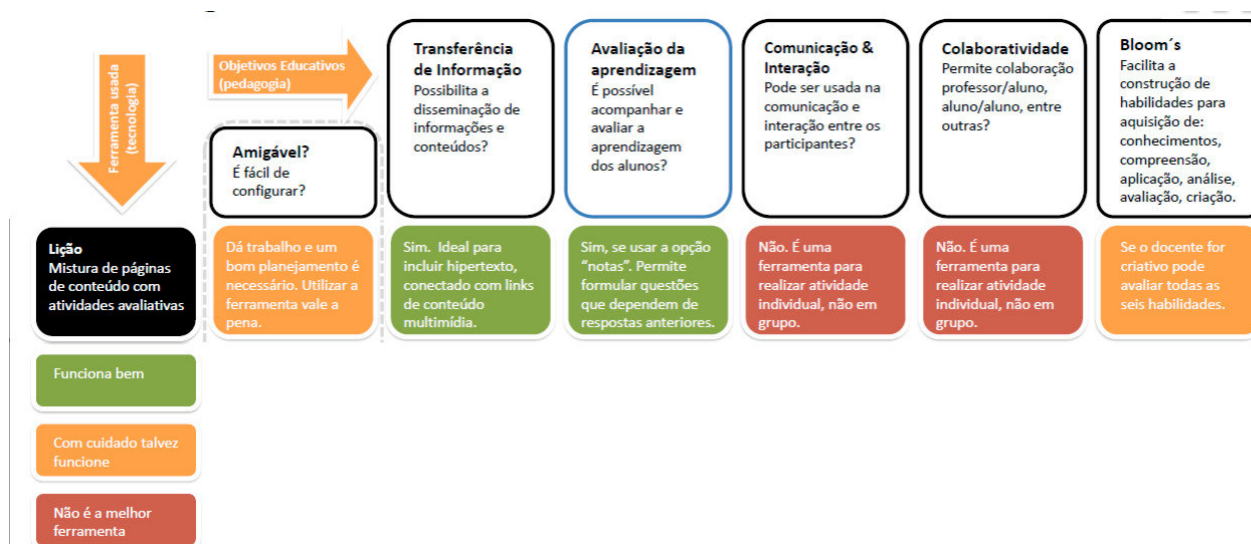 Ferramenta usada
(tecnologia)
Objetivos Educativos
(pedagogia)
Amigável?
É fácil de
configurar?
Transferência
de Informação
Possibilita a
disseminação de
informações e
conteúdos?
Avaliação da
aprendizagem
É possível
acompanhar e
avaliar a
aprendizagem
dos alunos?
Comunicação &
Interação
Pode ser usada na
comunicação e
interação entre os
participantes?
Colaboratividade
Permite colaboração
professor/aluno,
aluno/aluno, entre
outras?
Bloom´s
Facilita a
construção de
habilidades para
aquisição de:
conhecimentos,
compreensão,
aplicação, análise,
avaliação, criação.
Lição
Mistura de páginas
de conteúdo com
atividades avaliativas
Dá trabalho e um
bom planejamento é
necessário. Utilizar a
ferramenta vale a
pena.
Sim. Ideal para
incluir hipertexto,
conectado com links
de conteúdo
multimídia.
Sim, se usar a opção
“notas”. Permite
formular questões
que dependem de
respostas anteriores.
Não. É uma
ferramenta para
realizar atividade
individual, não em
grupo.
Não. É uma
ferramenta para
realizar atividade
individual, não em
grupo.
Se o docente for
criativo pode
avaliar todas as
seis habilidades.
Funciona bem
Com cuidado talvez
funcione
Não é a melhor
ferramenta